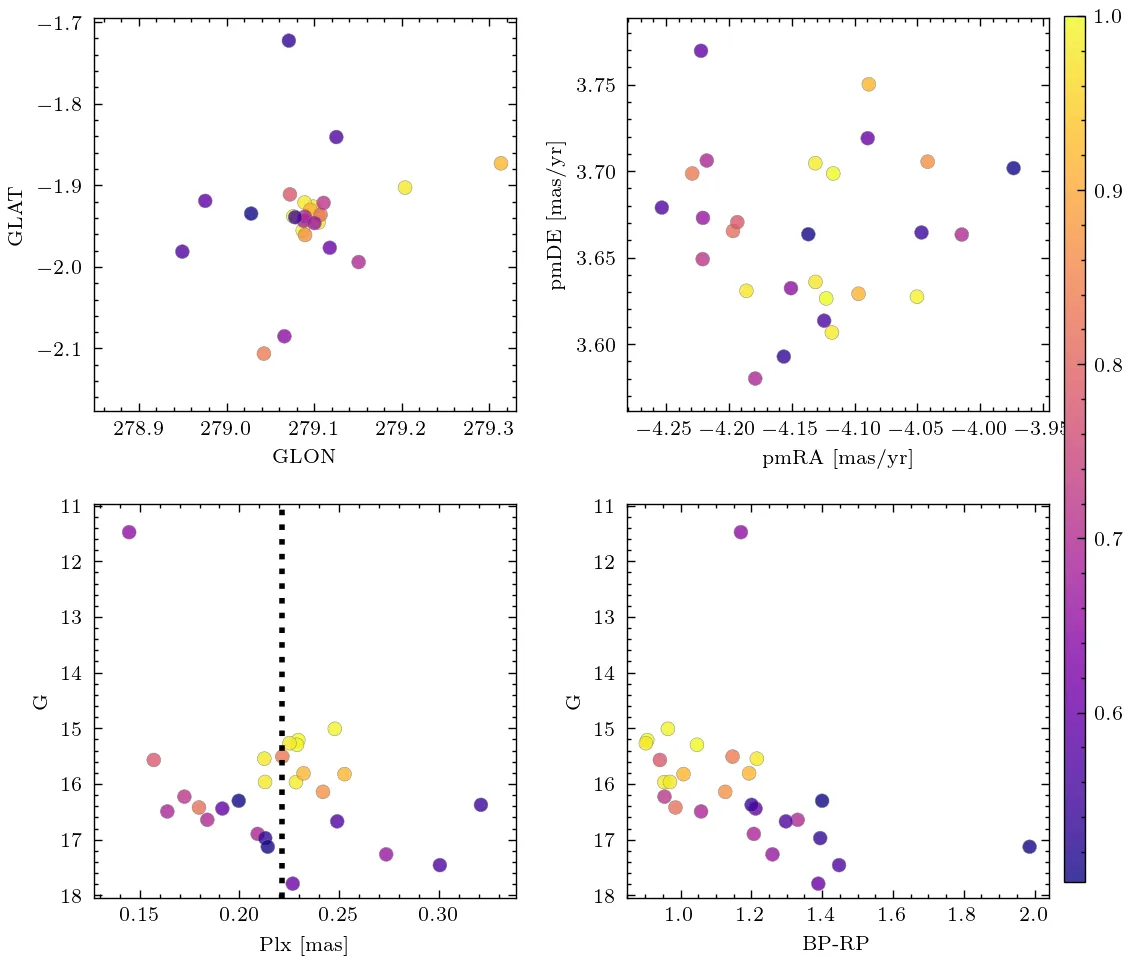 −1.7
−1.8
−1.9
−2.0
−2.1
GLAT
278.9 279.0 279.1 279.2 279.3
GLON
3.75
3.70
3.65
3.60
pmDE [mas/yr]
−4.25 −4.20 −4.15 −4.10 −4.05 −4.00 −3.95
pmRA [mas/yr]
1.0
0.9
0.8
0.7
0.6
11
12
13
14
15
16
17
18
G
0.15 0.20 0.25 0.30
Plx [mas]
11
12
13
14
15
16
17
18
G
1.0 1.2 1.4 1.6 1.8 2.0
BP-RP